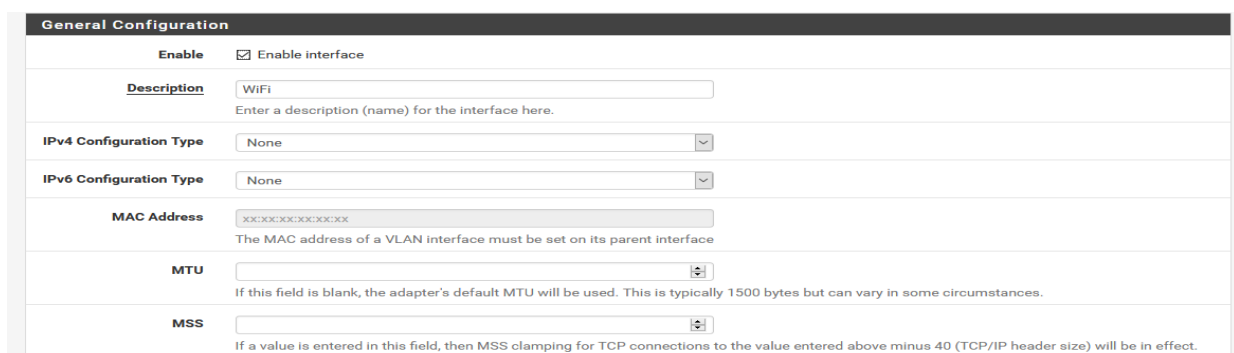 General Configuration
Enable Enable interface
Description WiFi
Enter a description (name) for the interface here.
IPv4 Configuration Type None
IPv6 Configuration Type None
MAC Address xx:xx:xx:xx:xx:xx
The MAC address of a VLAN interface must be set on its parent interface
MTU
If this field is blank, the adapter's default MTU will be used. This is typically 1500 bytes but can vary in some circumstances.
MSS
If a value is entered in this field, then MSS clamping for TCP connections to the value entered above minus 40 (TCP/IP header size) will be in effect.